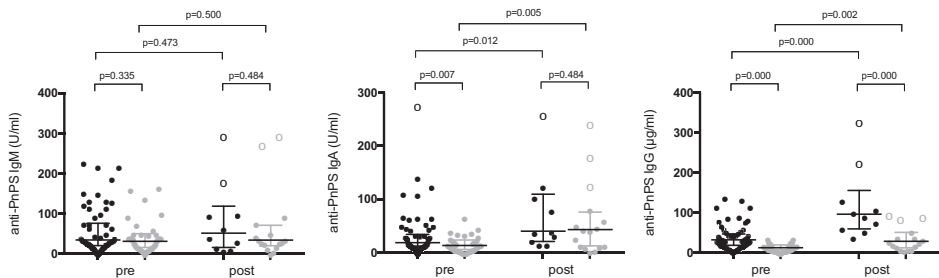 p=0.500
p=0.473
p=0.335
p=0.484
anti-PnPS IgM (U/ml)
400
300
200
100
0
pre
post
p=0.005
p=0.012
p=0.007
p=0.484
anti-PnPS IgA (U/ml)
300
200
100
0
pre
post
p=0.002
p=0.000
p=0.000
p=0.000
anti-PnPS IgG (µg/ml)
400
300
200
100
0
pre
post